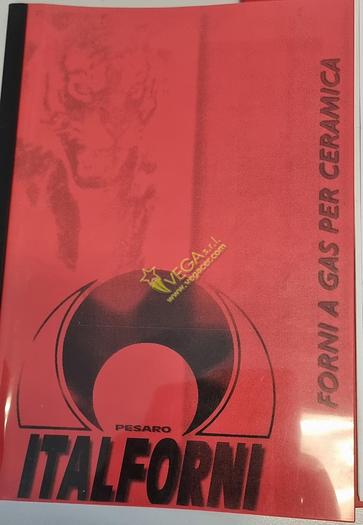 FORNI A GAS PER CERAMICA
VEGA s.r.l.
www.vegacer.com
PESARO
ITALFORNI